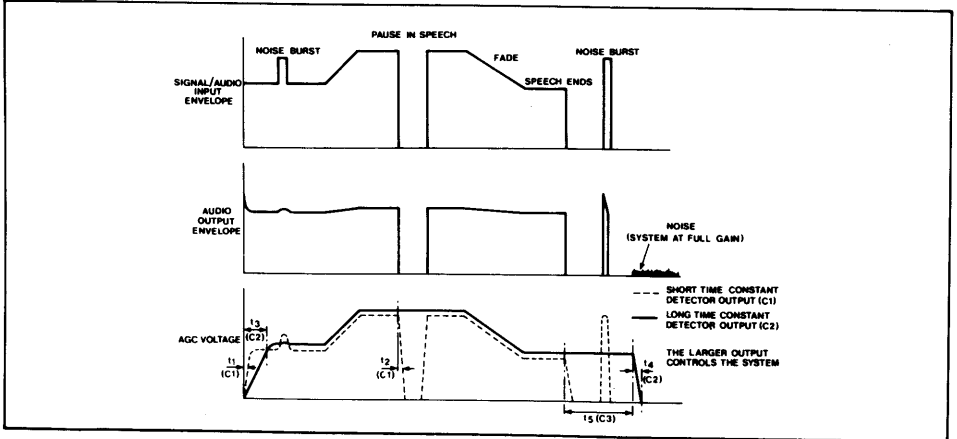 PAUSE IN SPEECH
NOISE BURST
NOISE BURST
FADE
SPEECH ENDS
SIGNAL/AUDIO
INPUT
ENVELOPE
AUDIO
OUTPUT
ENVELOPE
NOISE
(SYSTEM AT FULL GAIN)
SHORT TIME CONSTANT
DETECTOR OUTPUT (C1)
LONG TIME CONSTANT
DETECTOR OUTPUT (C2)
THE LARGER OUTPUT
CONTROLS THE SYSTEM
AGC VOLTAGE
t3
(C2)
t1
(C1)
t2
(C1)
t4
(C2)
t5 (C3)